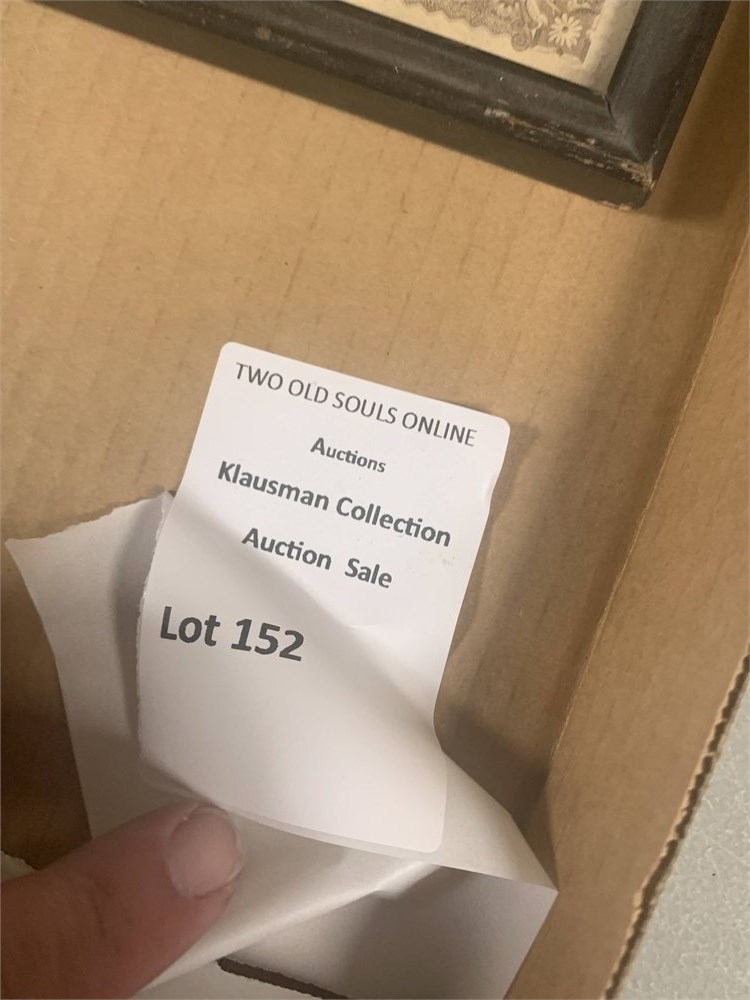 TWO OLD SOULS ONLINE
Auctions
Klausman Collection
Auction Sale
Lot 152